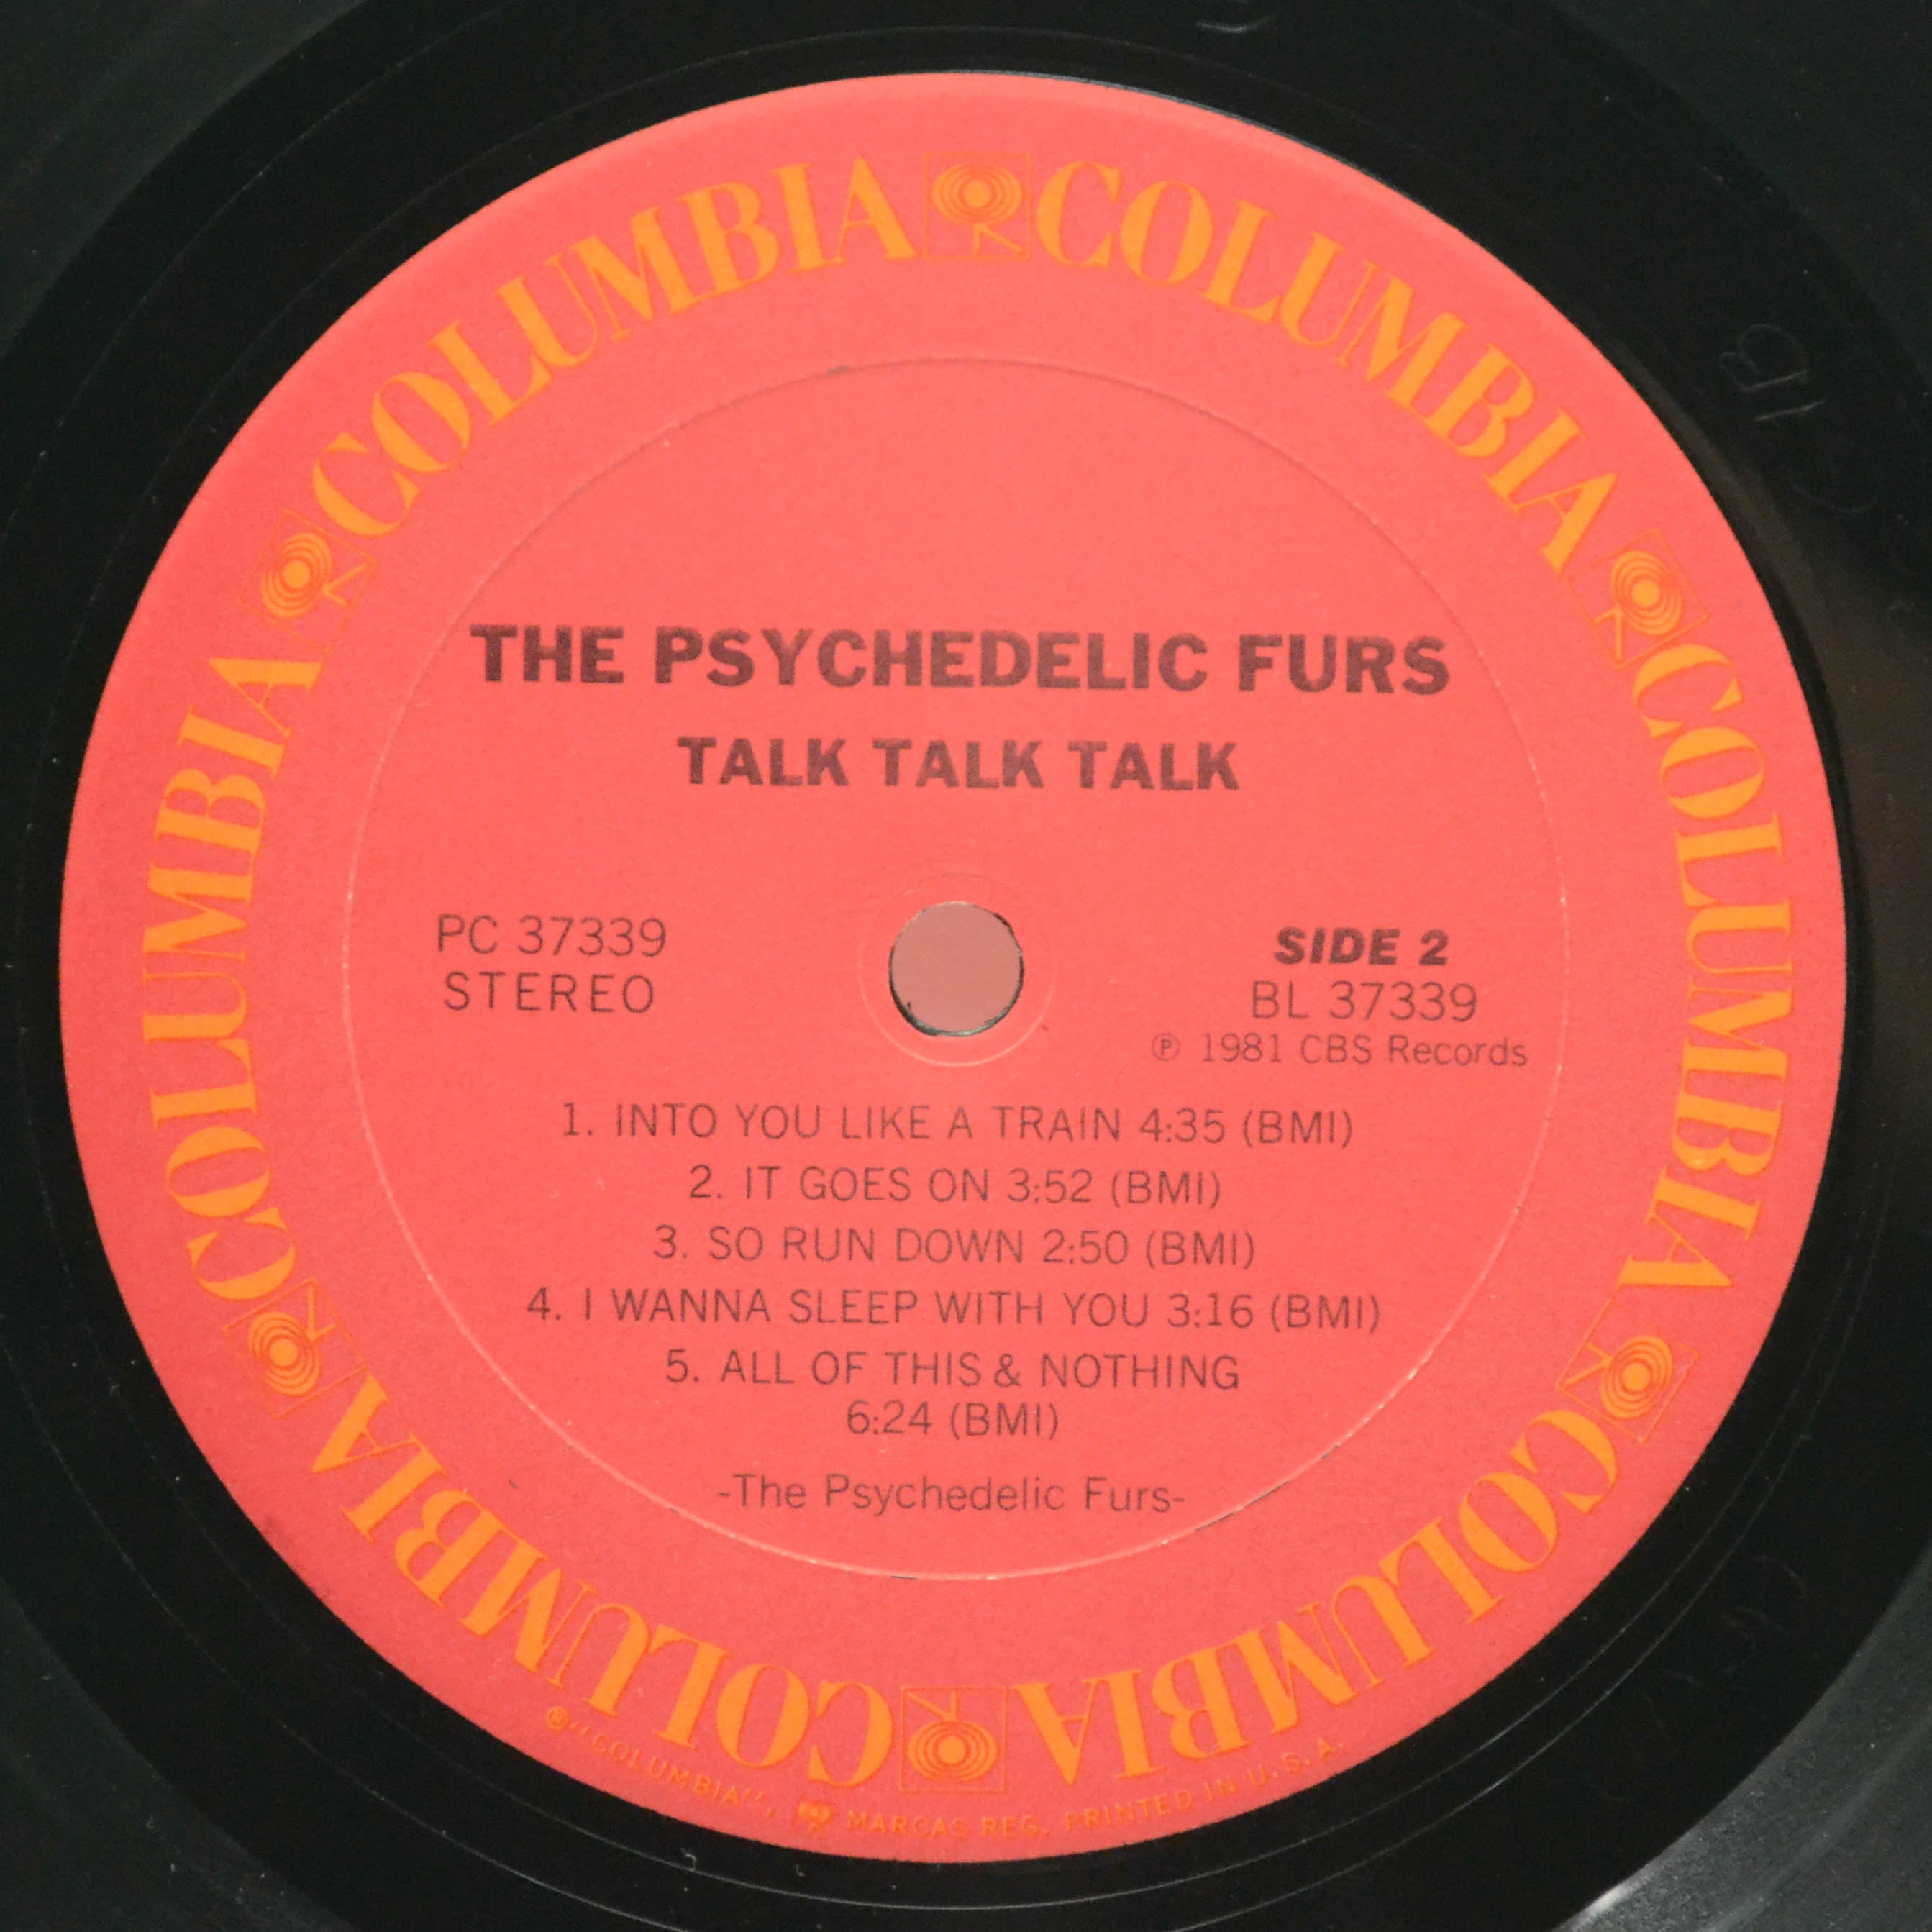 COLUMBIA COLUMBIA COLUMBIA COLUMBIA COLUMBIA COLUMBIA
THE PSYCHEDELIC FURS
TALK TALK TALK
PC 37339
STEREO
SIDE 2
BL 37339
℗ 1981 CBS Records
1. INTO YOU LIKE A TRAIN 4:35 (BMI)
2. IT GOES ON 3:52 (BMI)
3. SO RUN DOWN 2:50 (BMI)
4. I WANNA SLEEP WITH YOU 3:16 (BMI)
5. ALL OF THIS & NOTHING
6:24 (BMI)
-The Psychedelic Furs-
® "COLUMBIA", MARCAS REG. PRINTED IN U.S.A.